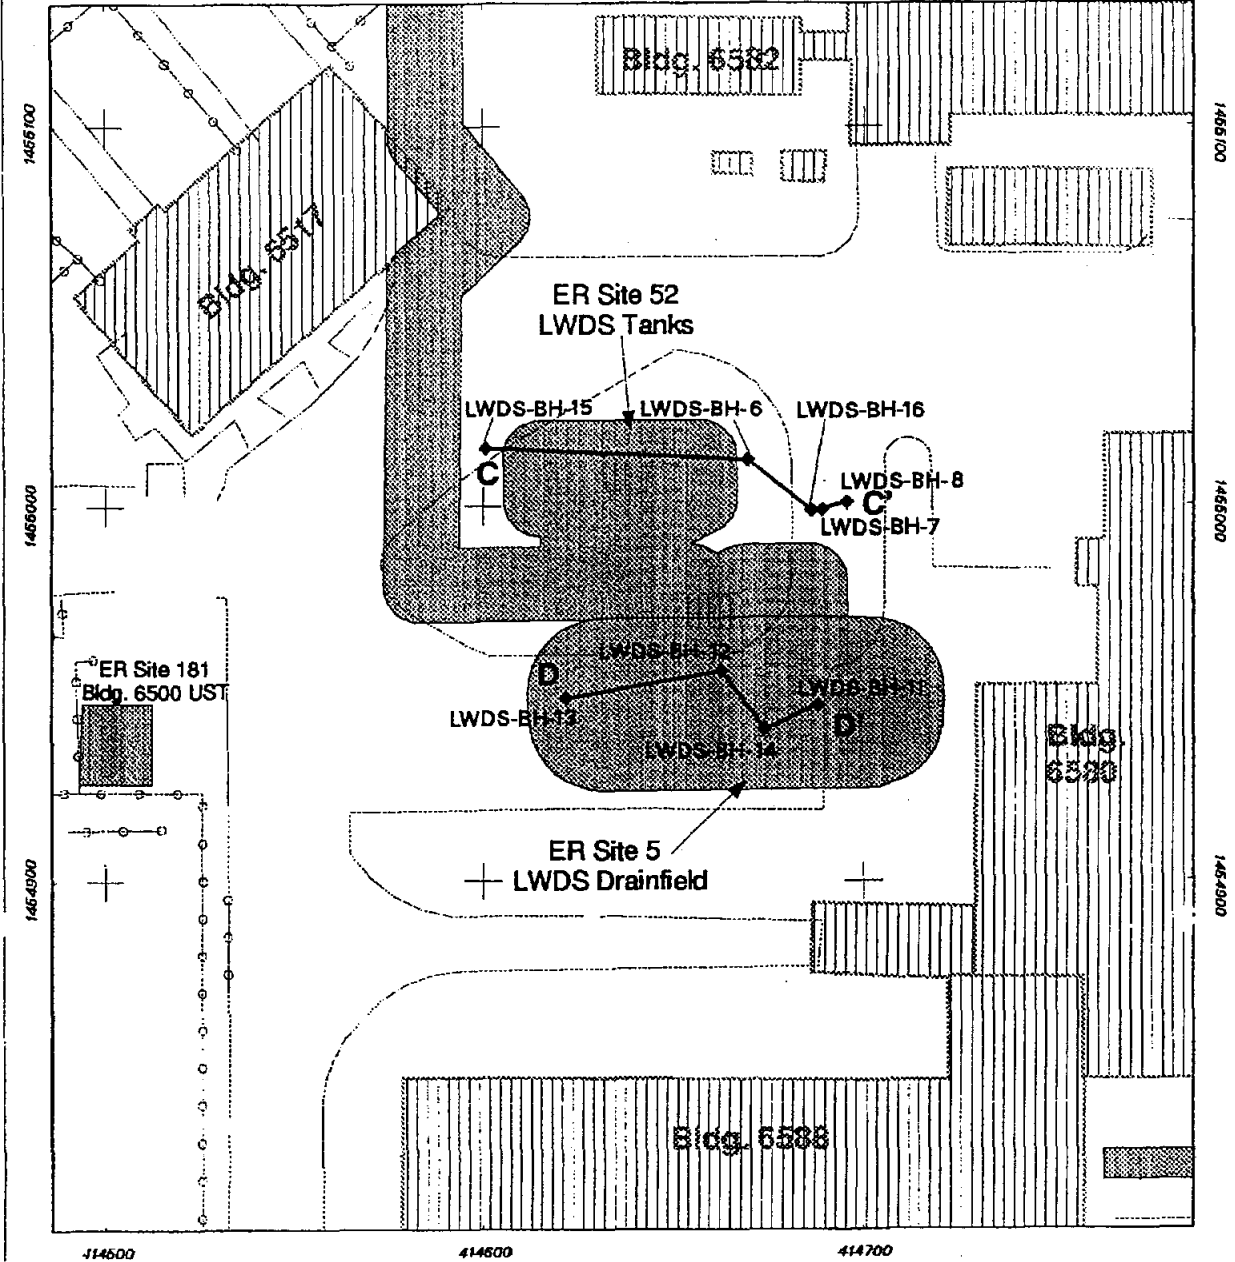 Bldg. 6582
1455100
1455100
Bldg. 6517
ER Site 52
LWDS Tanks
LWDS-BH-15
LWDS-BH-6
LWDS-BH-16
C
LWDS-BH-8
C'
LWDS-BH-7
1455000
1455000
ER Site 181
Bldg. 6500 UST
LWDS-BH-12
D
LWDS-BH-11
LWDS-BH-13
D'
LWDS-BH-14
Bldg.
6580
ER Site 5
LWDS Drainfield
1454900
1454900
Bldg. 6588
414500
414600
414700